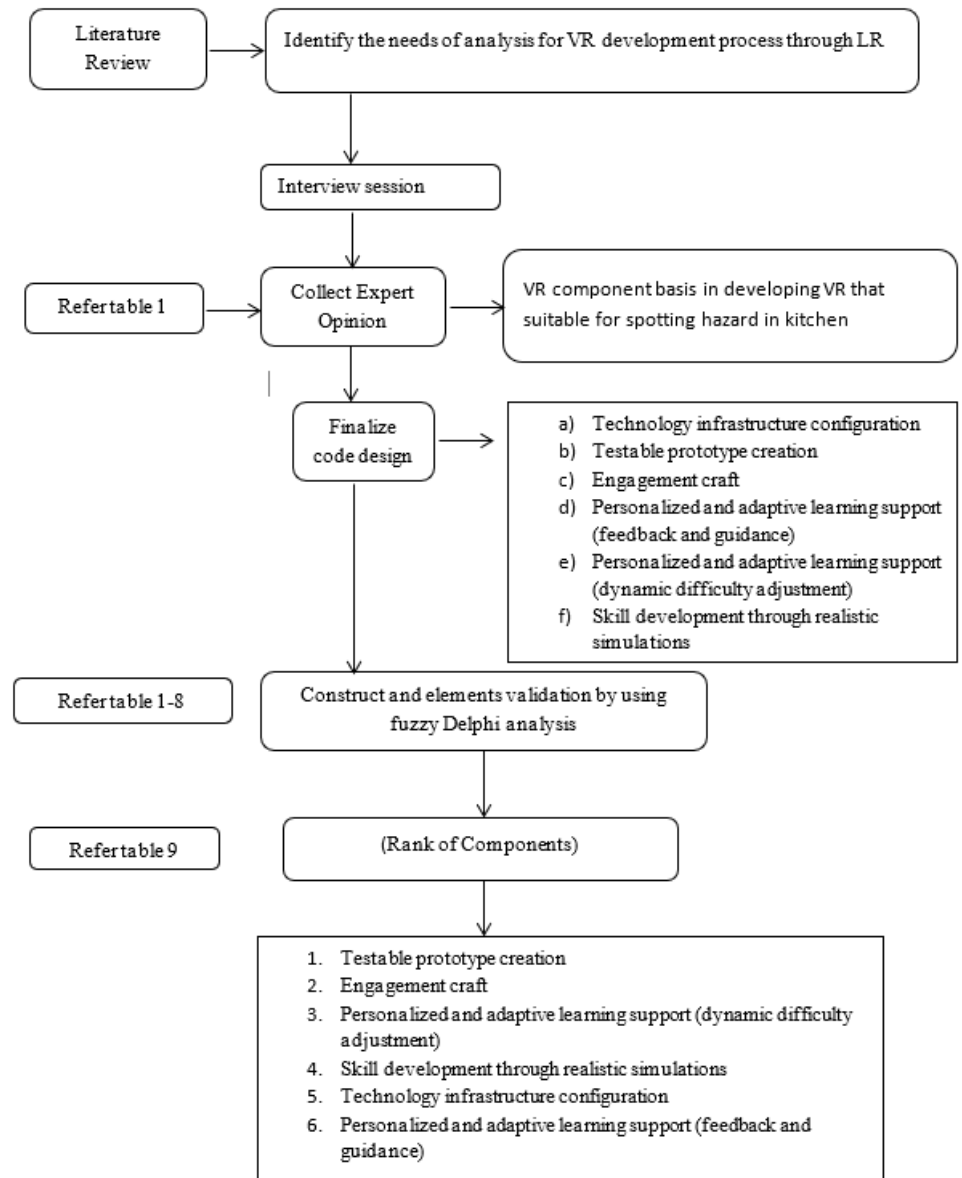 Literature
Review
Identify the needs of analysis for VR development process through LR
Interview session
Refertable 1
Collect Expert
Opinion
VR component basis in developing VR that
suitable for spotting hazard in kitchen
Finalize
code design
a) Technology infrastructure configuration
b) Testable prototype creation
c) Engagement craft
d) Personalized and adaptive learning support
(feedback and guidance)
e) Personalized and adaptive learning support
(dynamic difficulty adjustment)
f) Skill development through realistic
simulations
Refertable 1-8
Construct and elements validation by using
fuzzy Delphi analysis
Refertable 9
(Rank of Components)
1. Testable prototype creation
2. Engagement craft
3. Personalized and adaptive learning support (dynamic difficulty
adjustment)
4. Skill development through realistic simulations
5. Technology infrastructure configuration
6. Personalized and adaptive learning support (feedback and
guidance)